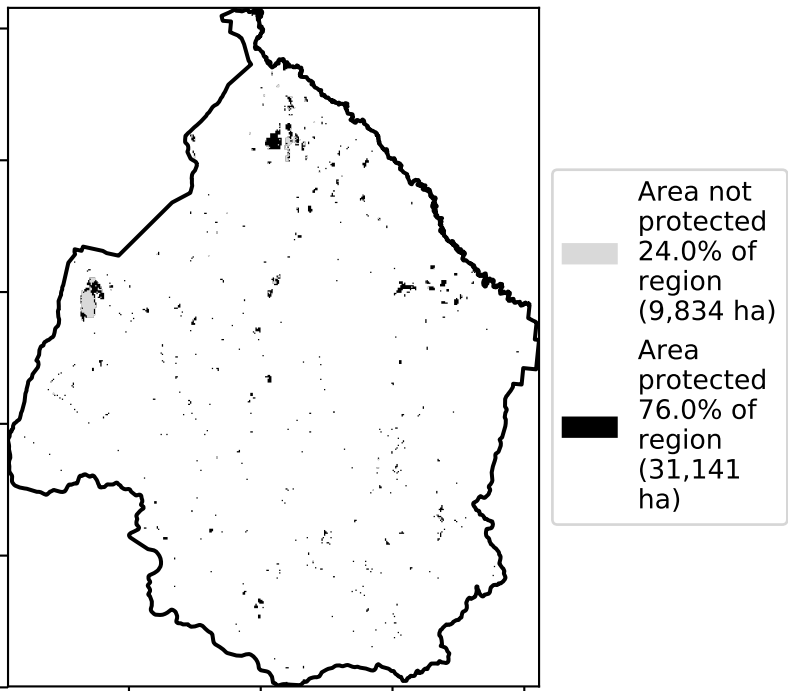 Area not
protected
24.0% of
region
(9,834 ha)
Area
protected
76.0% of
region
(31,141
ha)